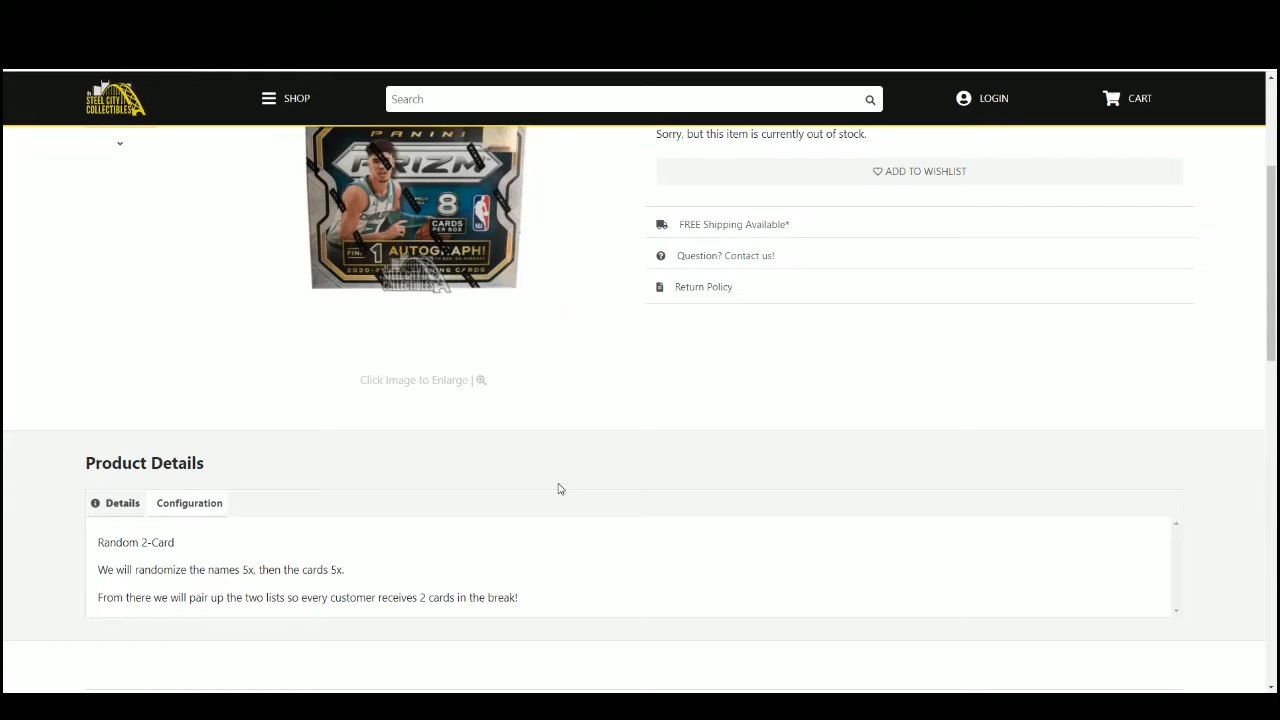 STEEL CITY
COLLECTIBLES
SHOP
Search
LOGIN
CART
Sorry, but this item is currently out of stock.
ADD TO WISHLIST
PANINI
PRIZM
8
CARDS
PER BOX
1 AUTOGRAPH!
FREE Shipping Available*
Question? Contact us!
Return Policy
Click Image to Enlarge |
Product Details
Details
Configuration
Random 2-Card
We will randomize the names 5x, then the cards 5x.
From there we will pair up the two lists so every customer receives 2 cards in the break!